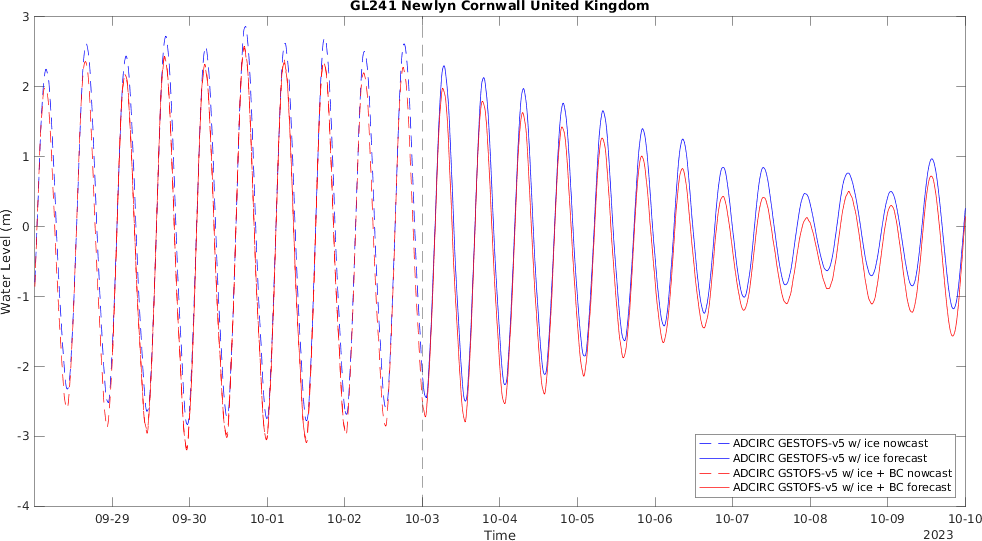 GL241 Newlyn Cornwall United Kingdom
3
2
1
0
-1
-2
-3
-4
Water Level (m)
ADCIRC GESTOFS-v5 w/ ice nowcast
ADCIRC GESTOFS-v5 w/ ice forecast
ADCIRC GSTOFS-v5 w/ ice + BC nowcast
ADCIRC GSTOFS-v5 w/ ice + BC forecast
09-29 09-30 10-01 10-02 10-03 10-04 10-05 10-06 10-07 10-08 10-09 10-10
Time
2023